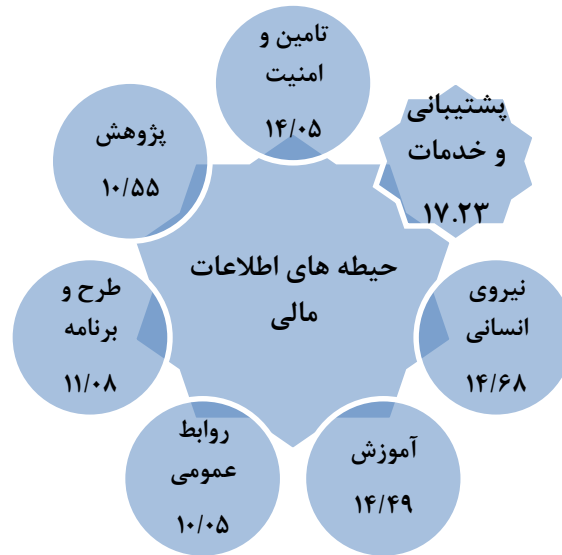 تامین و
امنیت
۱۴/۰۵
پشتیبانی
و خدمات
۱۷.۲۳
نیروی
انسانی
۱۴/۶۸
آموزش
۱۴/۴۹
روابط
عمومی
۱۰/۰۵
طرح و
برنامه
۱۱/۰۸
پژوهش
۱۰/۵۵
حیطه های اطلاعات
مالی